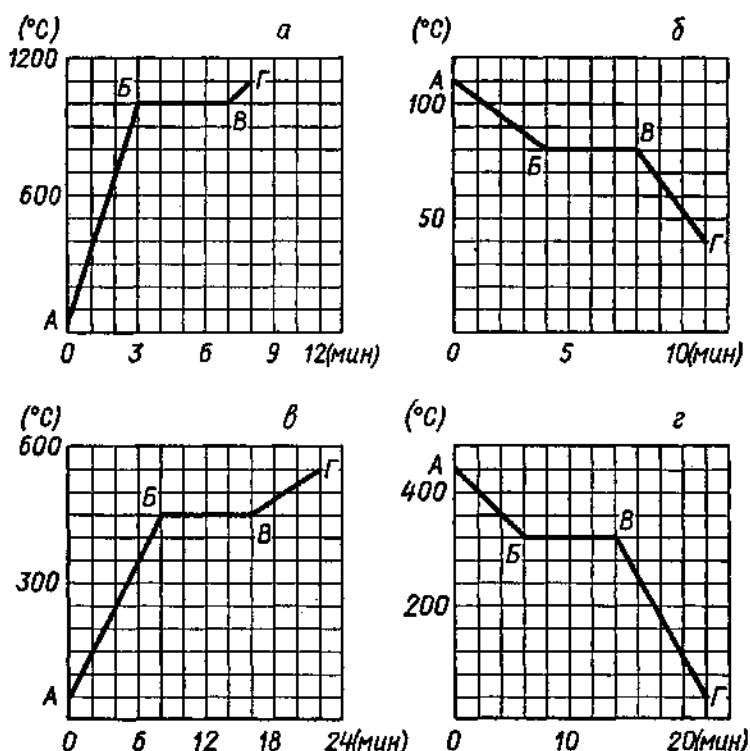 (°C) а
1200
Б
Г
В
600
А
0 3 6 9 12(мин)
(°C) б
А
100
В
Б
50
Г
0 5 10(мин)
(°C) в
600
Г
Б
В
300
А
0 6 12 18 24(мин)
(°C) г
А
400
В
Б
200
Г
0 10 20(мин)